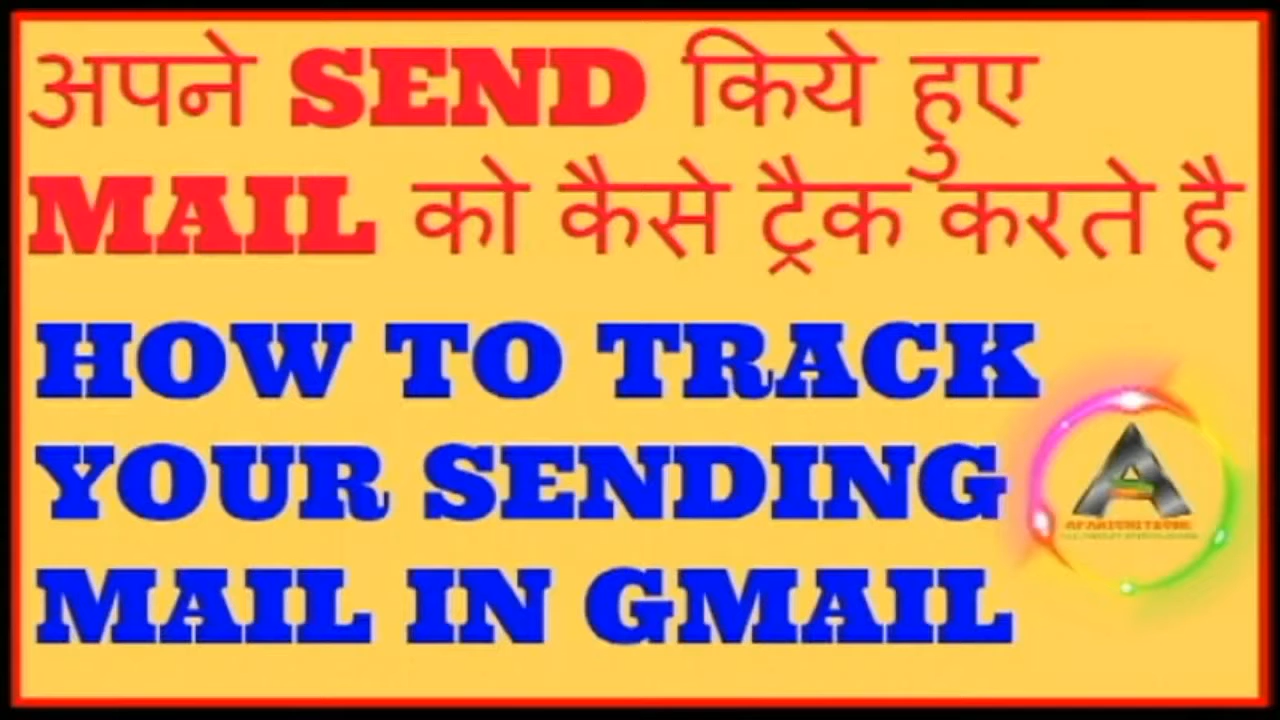 अपने SEND किये हुए
MAIL को कैसे ट्रैक करते है
HOW TO TRACK
YOUR SENDING
MAIL IN GMAIL
A